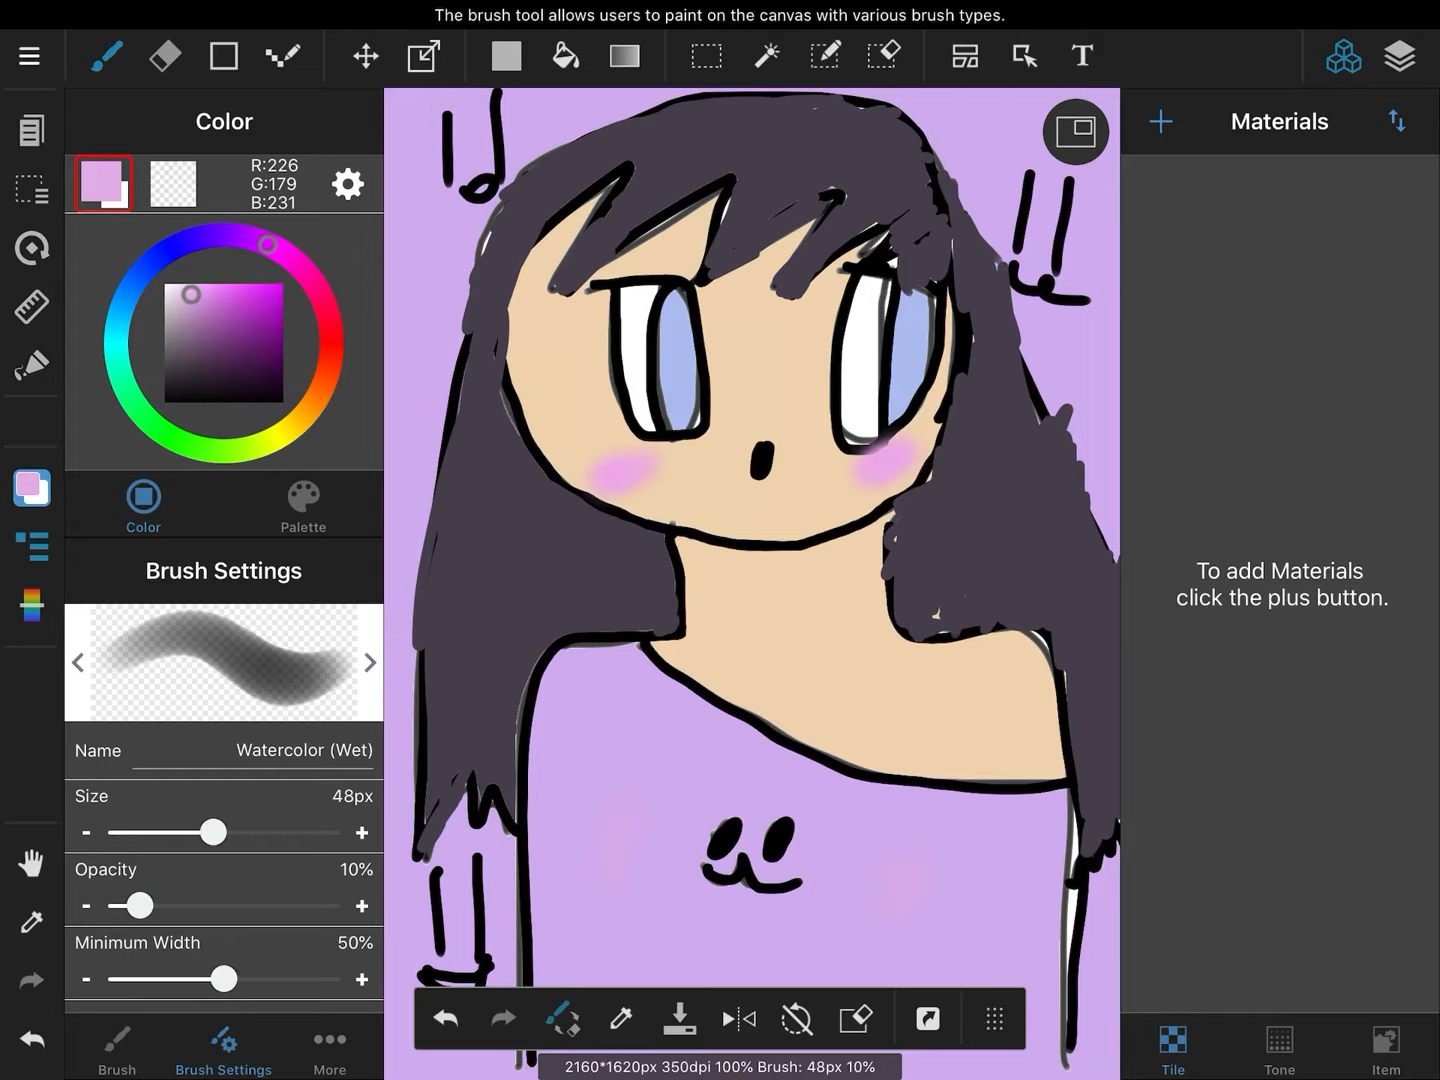 The brush tool allows users to paint on the canvas with various brush types.
T
Color
R:226
G:179
B:231
Color
Palette
Brush Settings
Name
Watercolor (Wet)
Size
48px
-
+
Opacity
10%
-
+
Minimum Width
50%
-
+
Brush
Brush Settings
More
2160*1620px 350dpi 100% Brush: 48px 10%
Materials
To add Materials
click the plus button.
Tile
Tone
Item